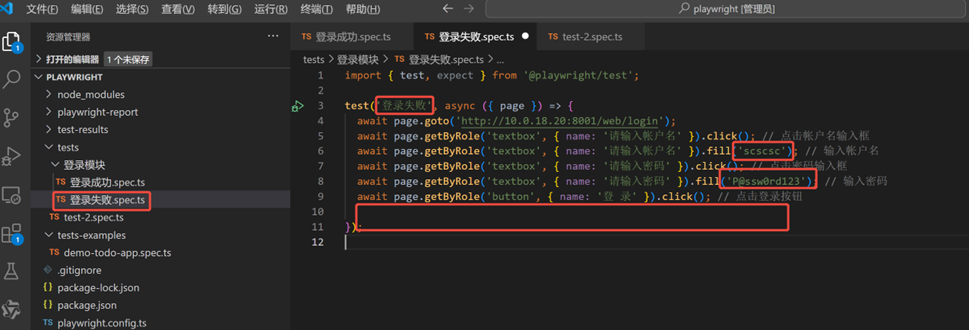 文件(F) 编辑(E) 选择(S) 查看(V) 转到(G) 运行(R) 终端(T) 帮助(H) playwright [管理员]
资源管理器
打开的编辑器 1 个未保存
PLAYWRIGHT
node_modules
playwright-report
test-results
tests
登录模块
TS 登录成功.spec.ts
TS 登录失败.spec.ts
TS test-2.spec.ts
tests-examples
TS demo-todo-app.spec.ts
.gitignore
{} package-lock.json
{} package.json
TS playwright.config.ts
1
1
TS 登录成功.spec.ts TS 登录失败.spec.ts TS test-2.spec.ts
tests > 登录模块 > TS 登录失败.spec.ts > ...
1 import { test, expect } from '@playwright/test';
2
3 test('登录失败', async ({ page }) => {
4 await page.goto('http://10.0.18.20:8001/web/login');
5 await page.getByRole('textbox', { name: '请输入帐户名' }).click(); // 点击帐户名输入框
6 await page.getByRole('textbox', { name: '请输入帐户名' }).fill('scscsc'); // 输入帐户名
7 await page.getByRole('textbox', { name: '请输入密码' }).click(); // 点击密码输入框
8 await page.getByRole('textbox', { name: '请输入密码' }).fill('P@ssw0rd123') // 输入密码
9 await page.getByRole('button', { name: '登 录' }).click(); // 点击登录按钮
10
11 });
12